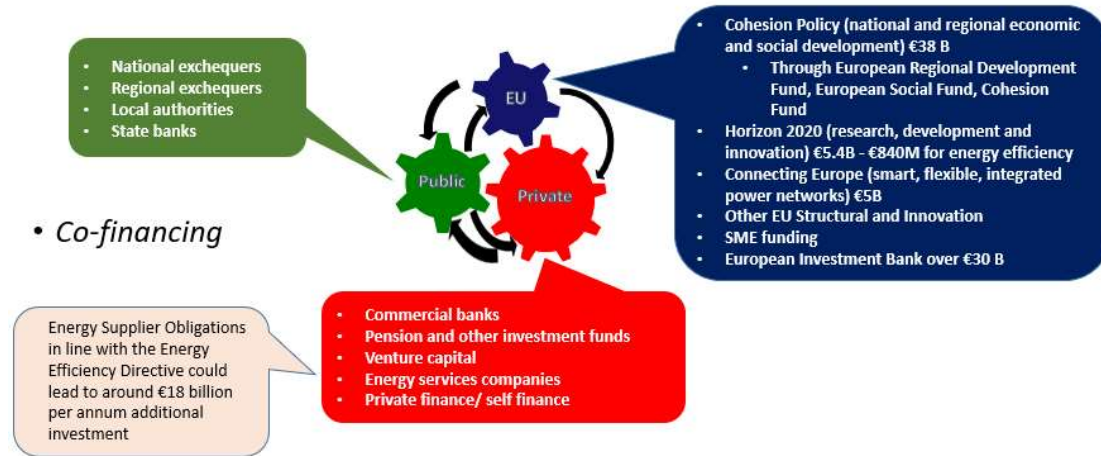 • National exchequers
• Regional exchequers
• Local authorities
• State banks
EU
Public
Private
• Cohesion Policy (national and regional economic
and social development) €38 B
• Through European Regional Development
Fund, European Social Fund, Cohesion
Fund
• Horizon 2020 (research, development and
innovation) €5.4B - €840M for energy efficiency
• Connecting Europe (smart, flexible, integrated
power networks) €5B
• Other EU Structural and Innovation
• SME funding
• European Investment Bank over €30 B
• Co-financing
Energy Supplier Obligations
in line with the Energy
Efficiency Directive could
lead to around €18 billion
per annum additional
investment
• Commercial banks
• Pension and other investment funds
• Venture capital
• Energy services companies
• Private finance/ self finance